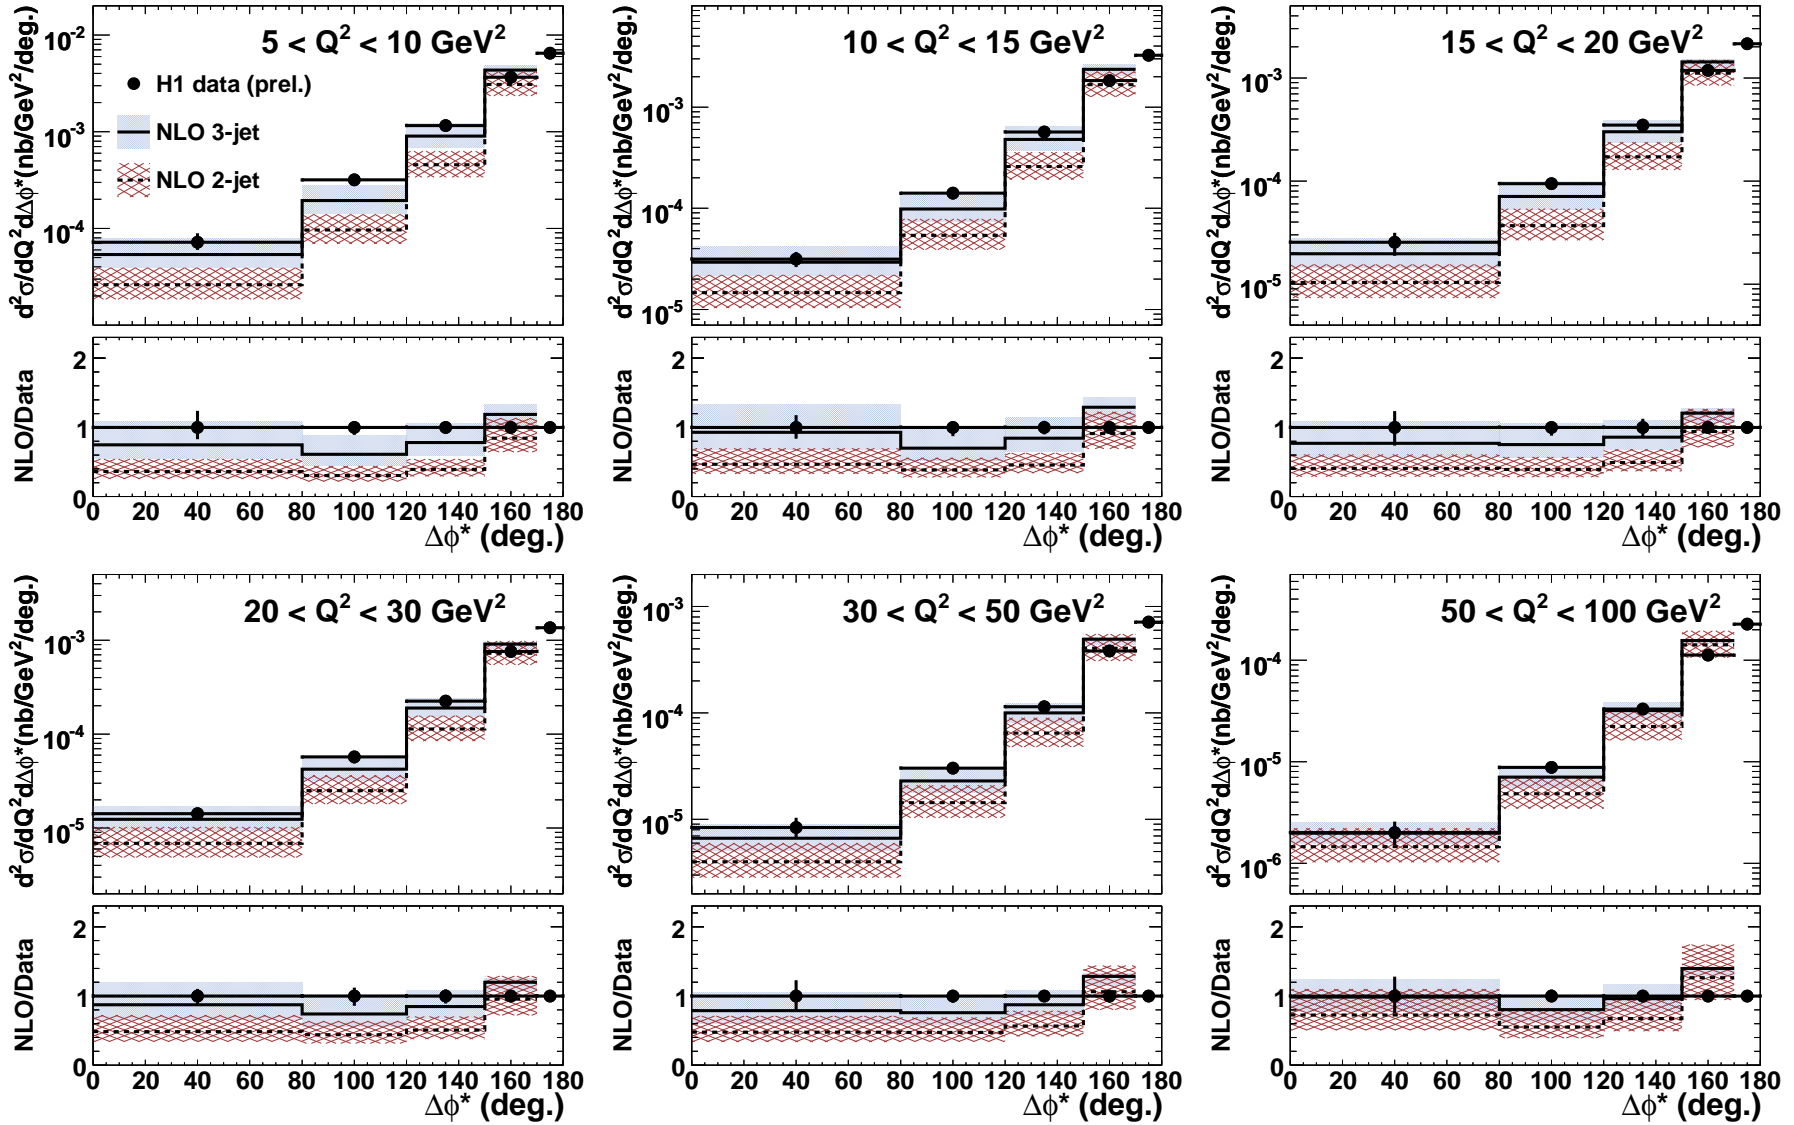 5 < Q² < 10 GeV²
d²σ/dQ²dΔϕ*(nb/GeV²/deg.)
10⁻²
10⁻³
10⁻⁴
H1 data (prel.)
NLO 3-jet
NLO 2-jet
10 < Q² < 15 GeV²
d²σ/dQ²dΔϕ*(nb/GeV²/deg.)
10⁻³
10⁻⁴
10⁻⁵
15 < Q² < 20 GeV²
d²σ/dQ²dΔϕ*(nb/GeV²/deg.)
10⁻³
10⁻⁴
10⁻⁵
NLO/Data
2
1
0
0 20 40 60 80 100 120 140 160 180
Δϕ* (deg.)
NLO/Data
2
1
0
0 20 40 60 80 100 120 140 160 180
Δϕ* (deg.)
NLO/Data
2
1
0
0 20 40 60 80 100 120 140 160 180
Δϕ* (deg.)
20 < Q² < 30 GeV²
d²σ/dQ²dΔϕ*(nb/GeV²/deg.)
10⁻³
10⁻⁴
10⁻⁵
30 < Q² < 50 GeV²
d²σ/dQ²dΔϕ*(nb/GeV²/deg.)
10⁻³
10⁻⁴
10⁻⁵
50 < Q² < 100 GeV²
d²σ/dQ²dΔϕ*(nb/GeV²/deg.)
10⁻⁴
10⁻⁵
10⁻⁶
NLO/Data
2
1
0
0 20 40 60 80 100 120 140 160 180
Δϕ* (deg.)
NLO/Data
2
1
0
0 20 40 60 80 100 120 140 160 180
Δϕ* (deg.)
NLO/Data
2
1
0
0 20 40 60 80 100 120 140 160 180
Δϕ* (deg.)